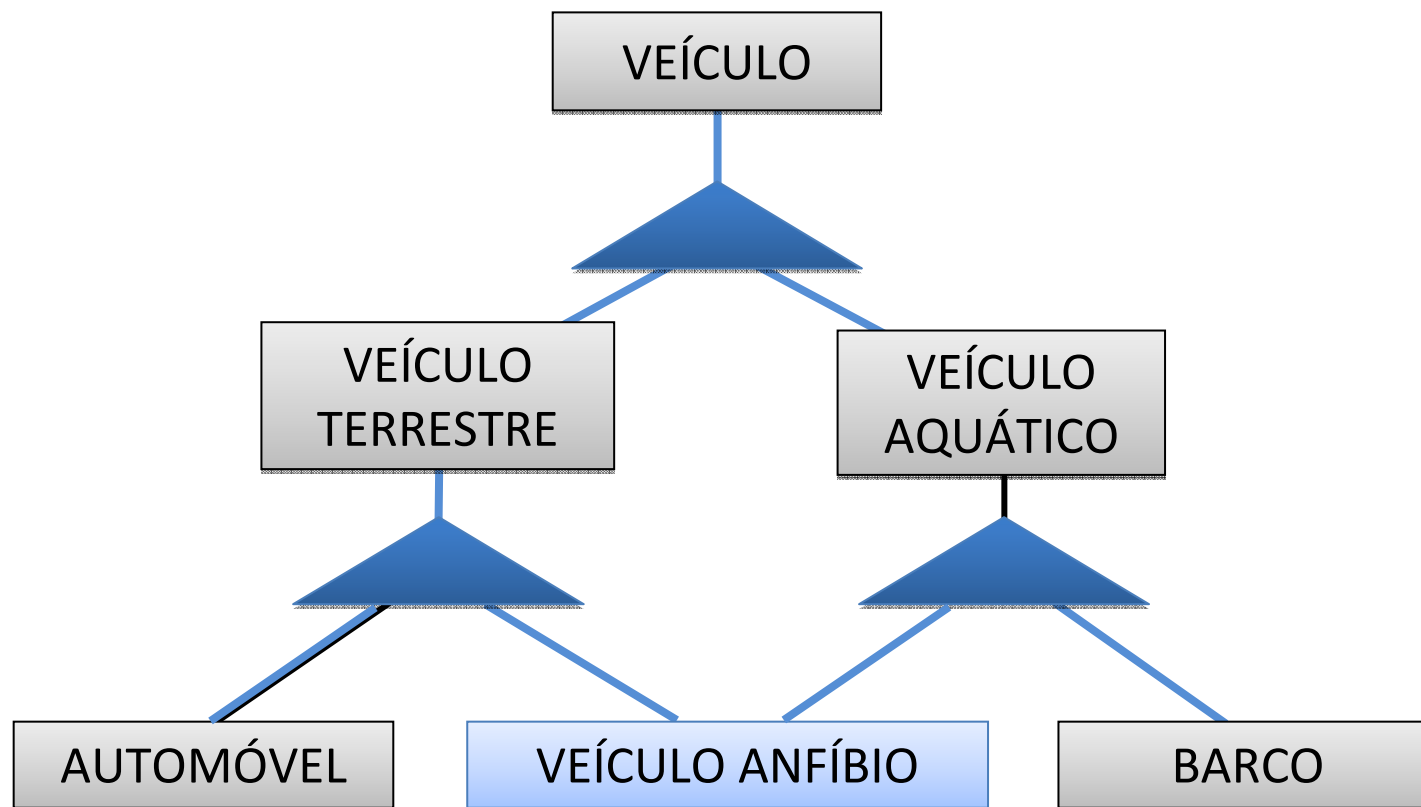 VEÍCULO
VEÍCULO
TERRESTRE
VEÍCULO
AQUÁTICO
AUTOMÓVEL
VEÍCULO ANFÍBIO
BARCO